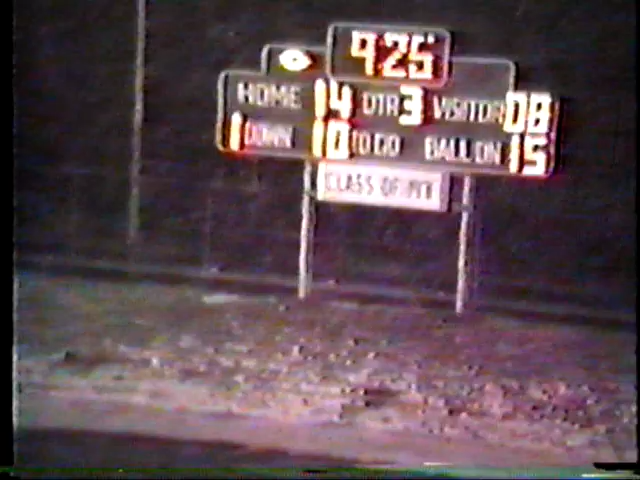 9:25
HOME 14 QTR 3 VISITOR 08
1 DOWN 10 TO GO BALL ON 15
CLASS OF